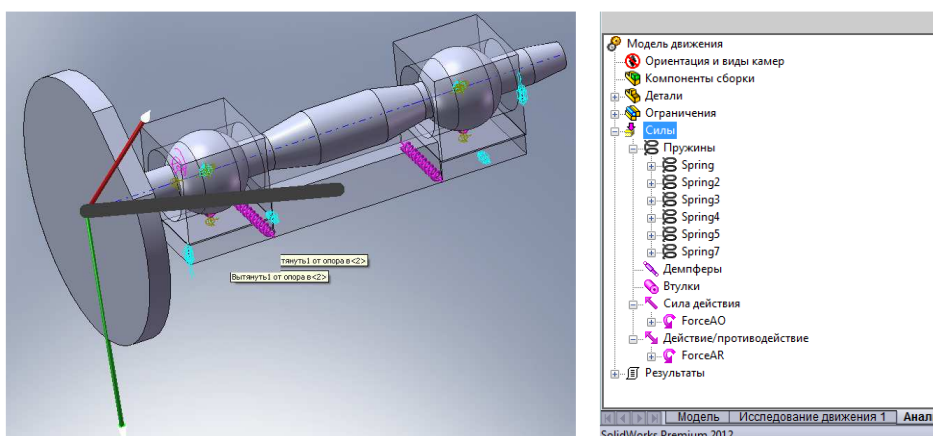 тянуть1 от опора в<2>
Вытянуть1 от опора в<2>
Модель движения
Ориентация и виды камер
Компоненты сборки
Детали
Ограничения
Силы
Пружины
Spring
Spring2
Spring3
Spring4
Spring5
Spring7
Демпферы
Втулки
Сила действия
ForceAO
Действие/противодействие
ForceAR
Результаты
Модель Исследование движения 1 Анал
SolidWorks Premium 2012